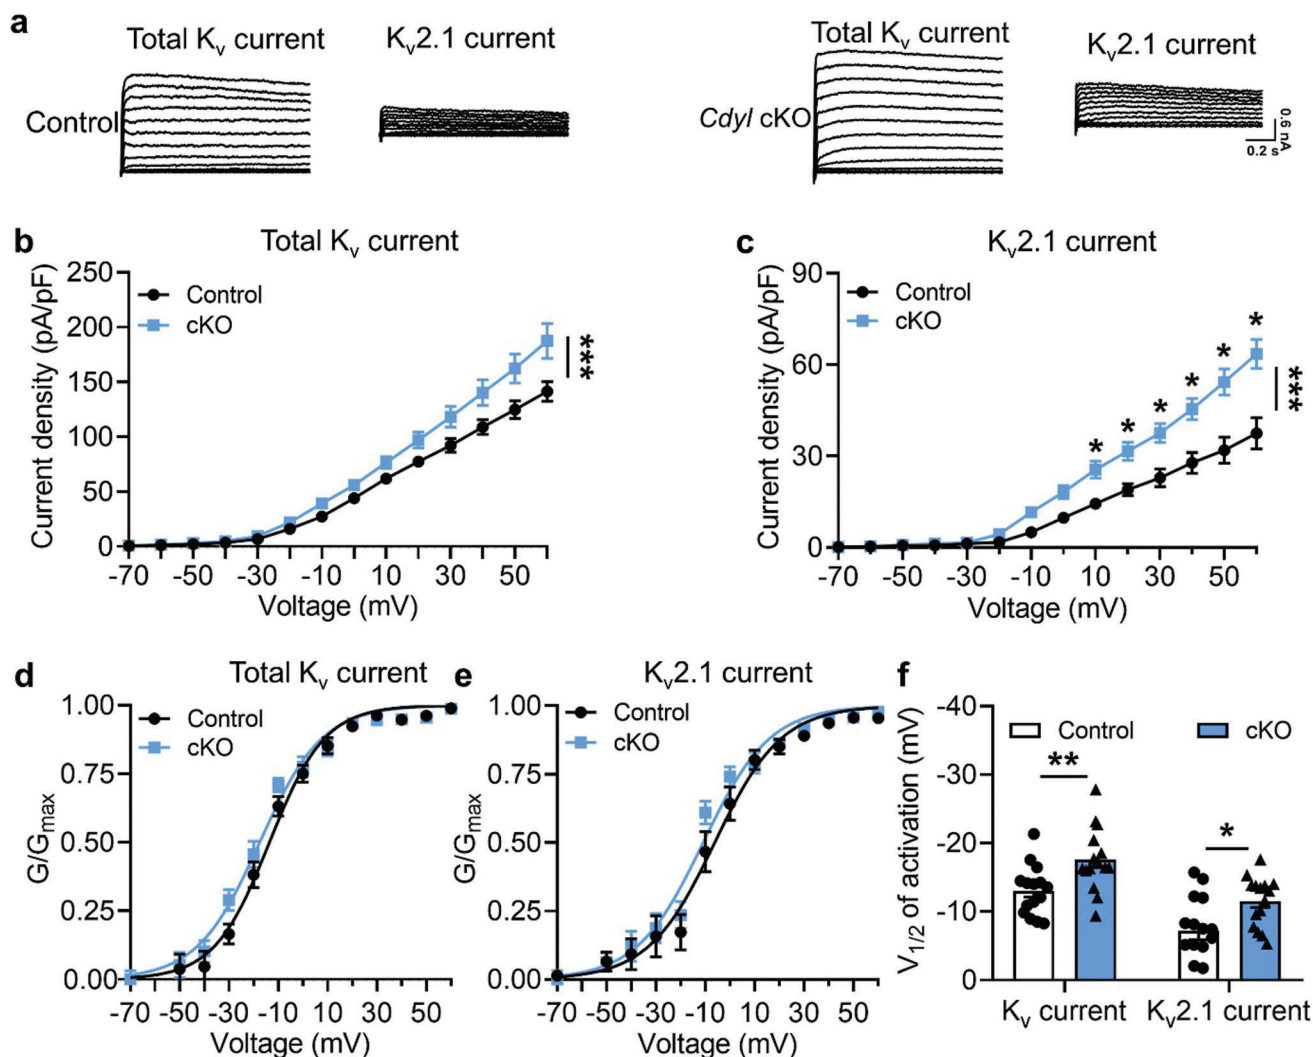 a
Total Kv current
Kv2.1 current
Total Kv current
Kv2.1 current
Control
Cdyl cKO
0.6 nA
0.2 s
b
Total Kv current
Control
cKO
Current density (pA/pF)
250
200
150
100
50
0
***
-70 -50 -30 -10 10 30 50
Voltage (mV)
c
Kv2.1 current
Control
cKO
Current density (pA/pF)
90
60
30
0
* * * * * *
***
-70 -50 -30 -10 10 30 50
Voltage (mV)
d
Total Kv current
Control
cKO
G/Gmax
1.00
0.75
0.50
0.25
0.00
-70 -50 -30 -10 10 30 50
Voltage (mV)
e
Kv2.1 current
Control
cKO
G/Gmax
1.00
0.75
0.50
0.25
0.00
-70 -50 -30 -10 10 30 50
Voltage (mV)
f
Control cKO
V1/2 of activation (mV)
-40
-30
-20
-10
0
**
*
Kv current Kv2.1 current